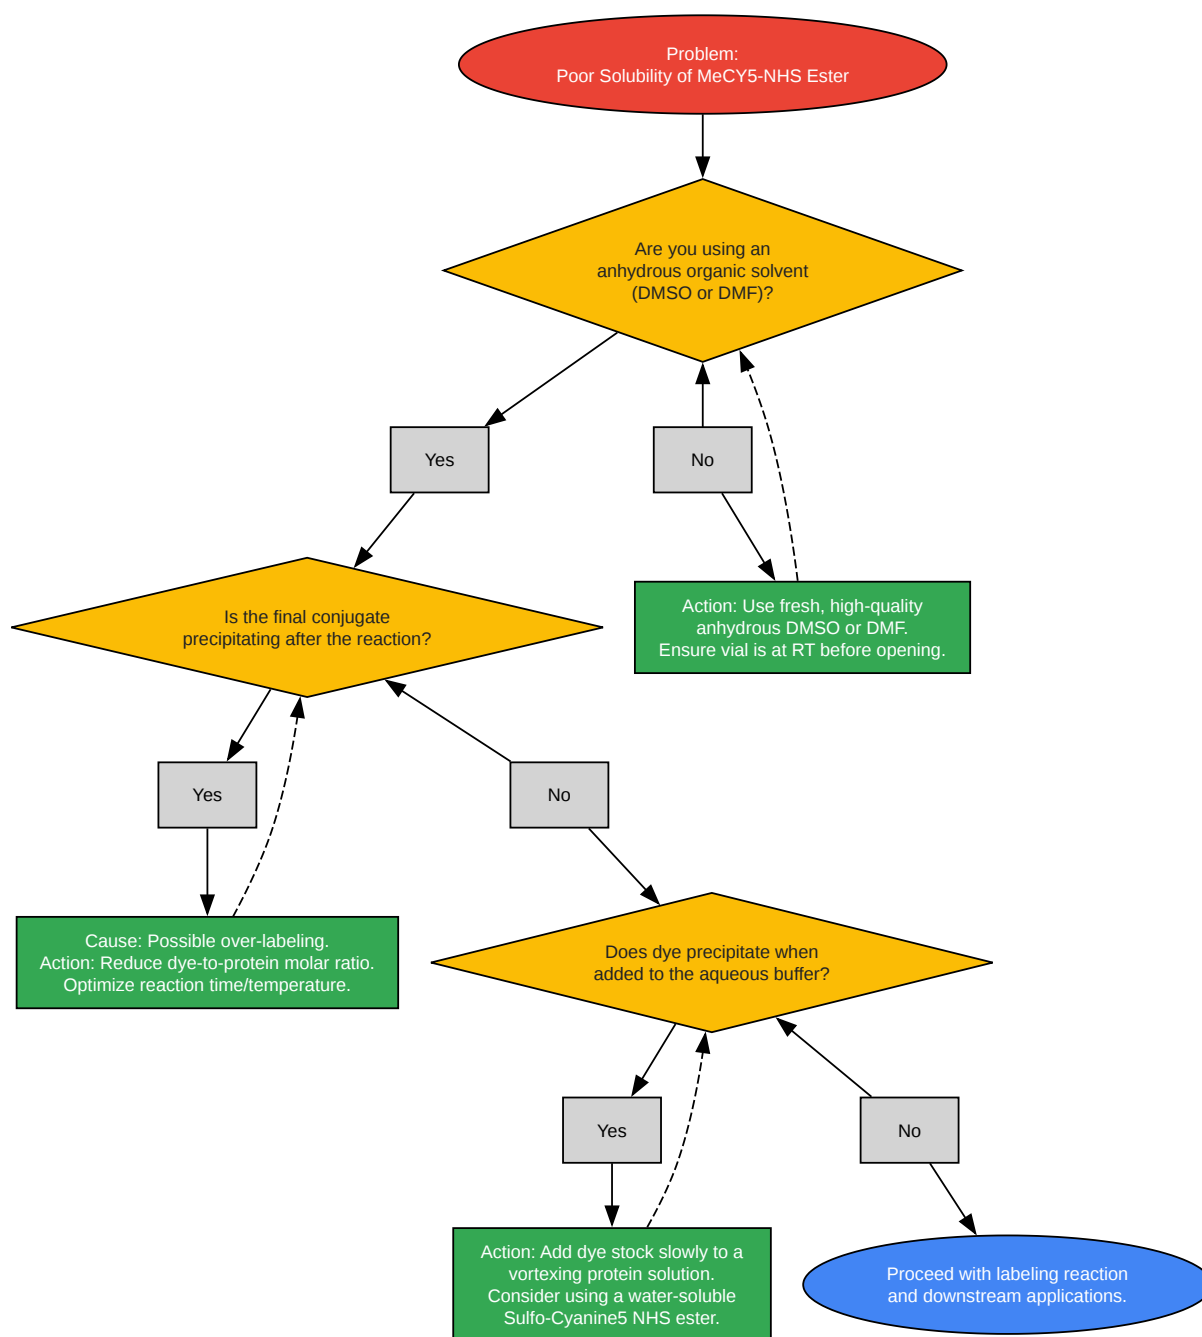 Problem:
Poor Solubility of MeCY5-NHS Ester
Are you using an
anhydrous organic solvent
(DMSO or DMF)?
Yes
No
Action: Use fresh, high-quality
anhydrous DMSO or DMF.
Ensure vial is at RT before opening.
Is the final conjugate
precipitating after the reaction?
Yes
No
Cause: Possible over-labeling.
Action: Reduce dye-to-protein molar ratio.
Optimize reaction time/temperature.
Does dye precipitate when
added to the aqueous buffer?
Yes
No
Action: Add dye stock slowly to a
vortexing protein solution.
Consider using a water-soluble
Sulfo-Cyanine5 NHS ester.
Proceed with labeling reaction
and downstream applications.